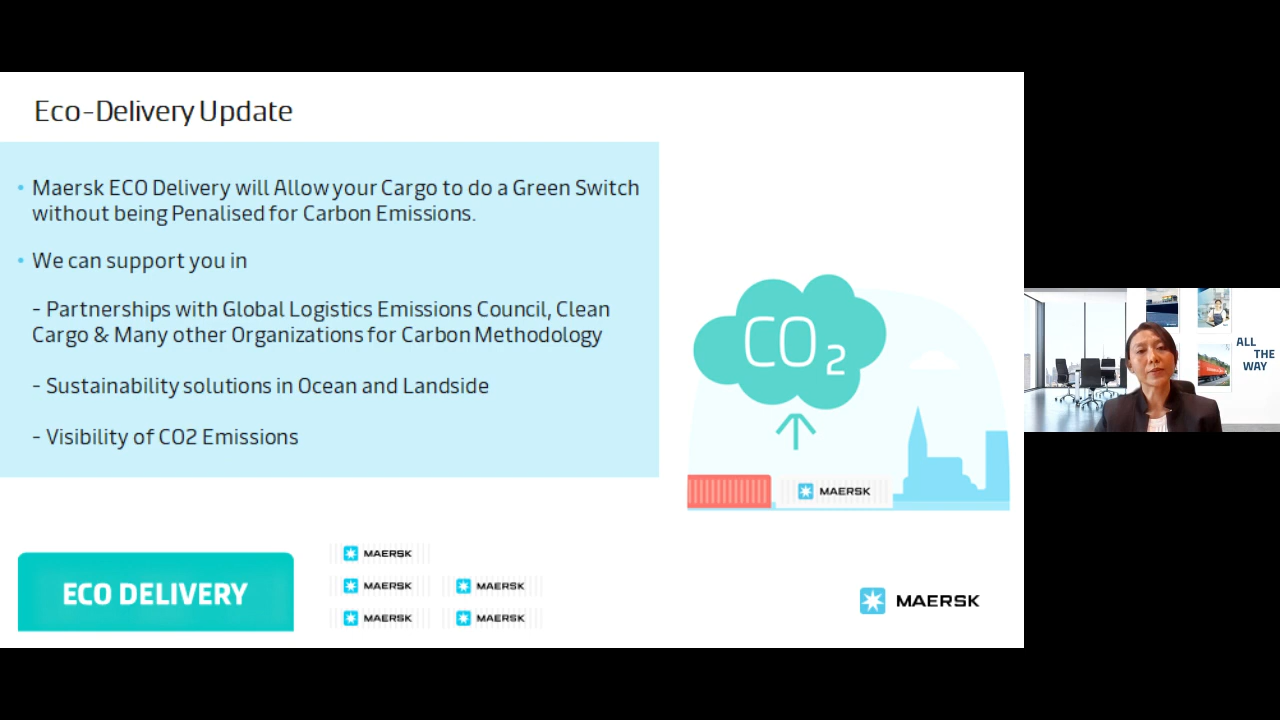 Eco-Delivery Update
• Maersk ECO Delivery will Allow your Cargo to do a Green Switch
without being Penalised for Carbon Emissions.
• We can support you in
- Partnerships with Global Logistics Emissions Council, Clean
Cargo & Many other Organizations for Carbon Methodology
- Sustainability solutions in Ocean and Landside
- Visibility of CO2 Emissions
CO2
MAERSK
ECO DELIVERY
MAERSK
MAERSK
MAERSK
MAERSK
MAERSK
MAERSK
ALL
THE
WAY